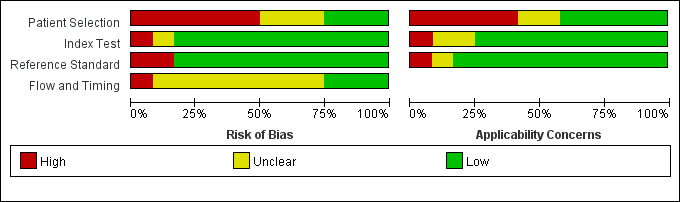 Patient Selection
Index Test
Reference Standard
Flow and Timing
0% 25% 50% 75% 100% 0% 25% 50% 75% 100%
Risk of Bias Applicability Concerns
High Unclear Low